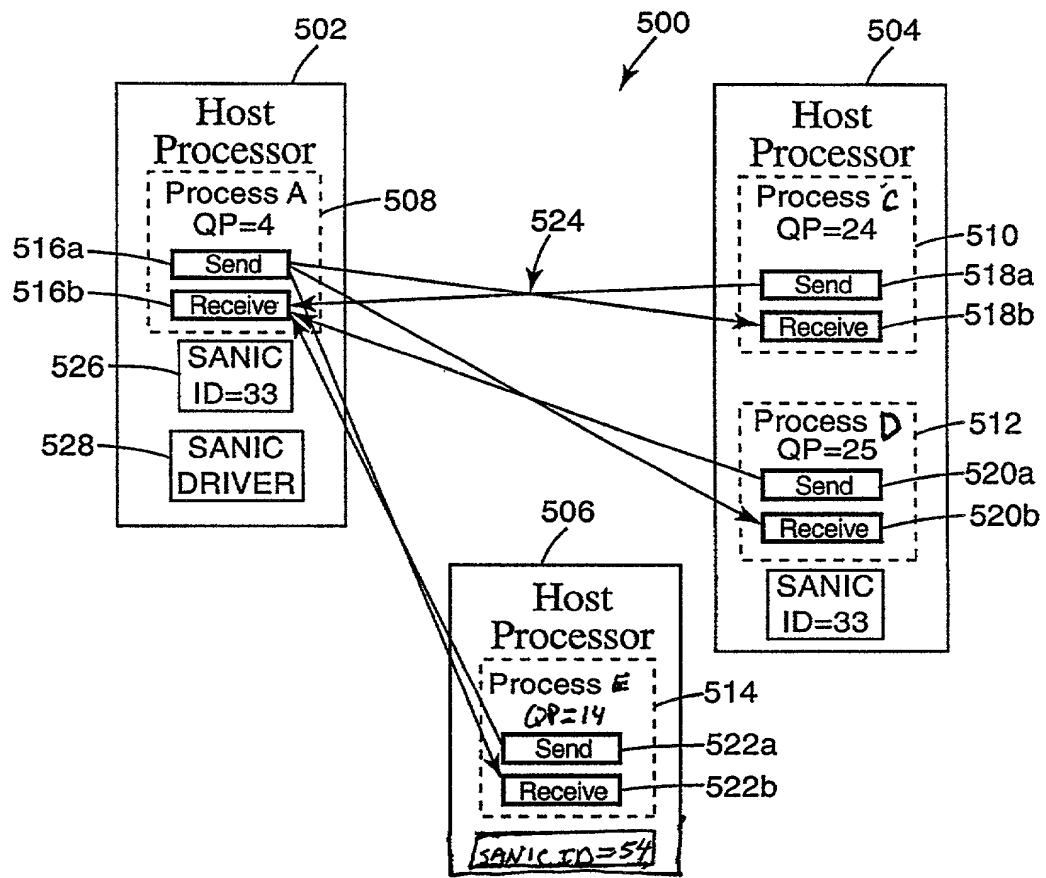 500
502
Host
Processor
Process A
QP=4
508
516a
Send
516b
Receive
526
SANIC
ID=33
528
SANIC
DRIVER
524
504
Host
Processor
Process C
QP=24
510
Send
518a
Receive
518b
Process D
QP=25
512
Send
520a
Receive
520b
SANIC
ID=33
506
Host
Processor
Process E
QP=14
514
Send
522a
Receive
522b
SANIC ID=54